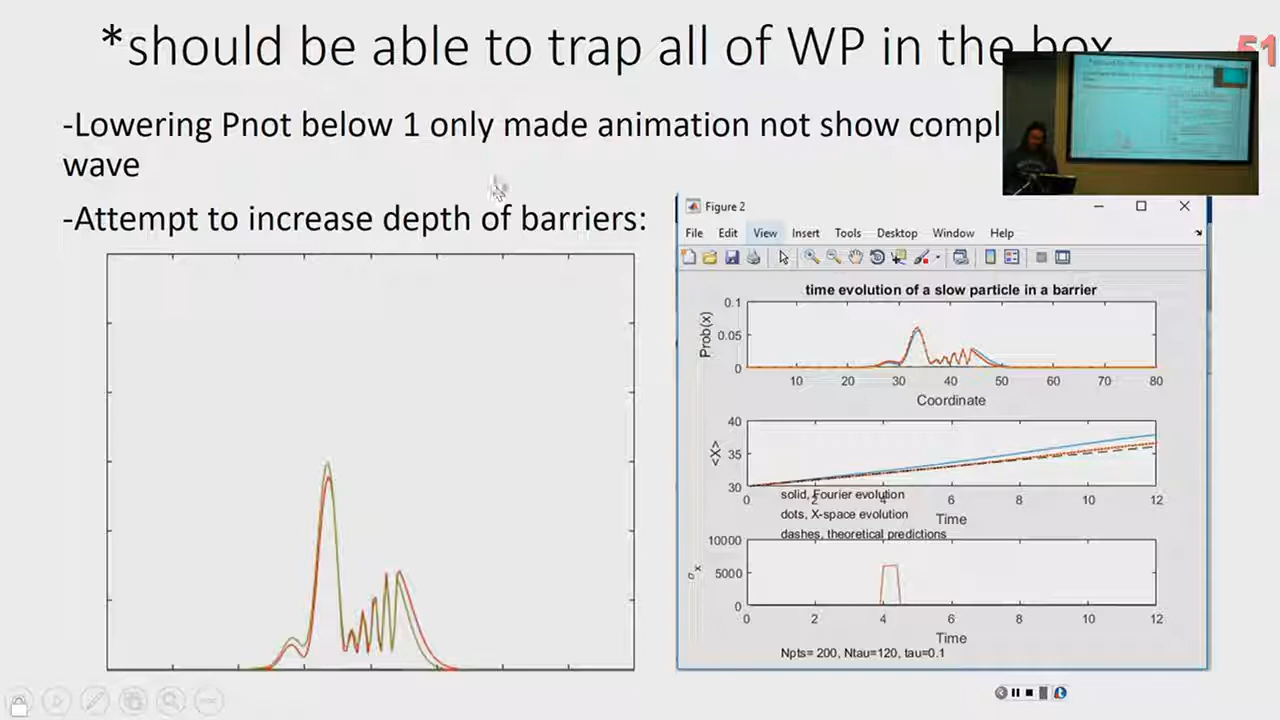 *should be able to trap all of WP in the box
51
-Lowering Pnot below 1 only made animation not show compl
wave
-Attempt to increase depth of barriers:
Figure 2
File Edit View Insert Tools Desktop Window Help
time evolution of a slow particle in a barrier
Prob(x)
0.1
0.05
0
10 20 30 40 50 60 70 80
Coordinate
<X>
40
35
30
0 2 4 6 8 10 12
Time
solid, Fourier evolution
dots, X-space evolution
dashes, theoretical predictions
σx
10000
5000
0
0 2 4 6 8 10 12
Time
Npts= 200, Ntau=120, tau=0.1